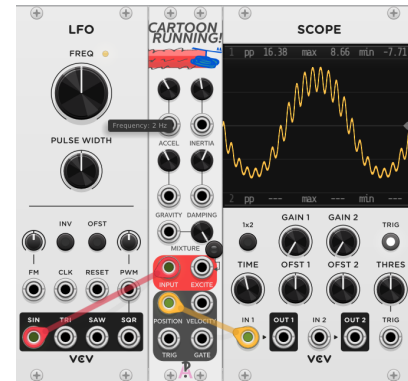 LFO
FREQ
PULSE WIDTH
INV
OFST
FM
CLK
RESET
PWM
SIN
TRI
SAW
SQR
VCV
CARTOON
RUNNING!
Frequency: 2 Hz
ACCEL
INERTIA
GRAVITY
DAMPING
MIXTURE
INPUT
EXCITE
POSITION
VELOCITY
TRIG
GATE
SCOPE
1 pp 16.38 max 8.66 min -7.71
2 pp --- max --- min ---
1x2
GAIN 1
GAIN 2
TRIG
TIME
OFST 1
OFST 2
THRES
IN 1
OUT 1
IN 2
OUT 2
TRIG
VCV